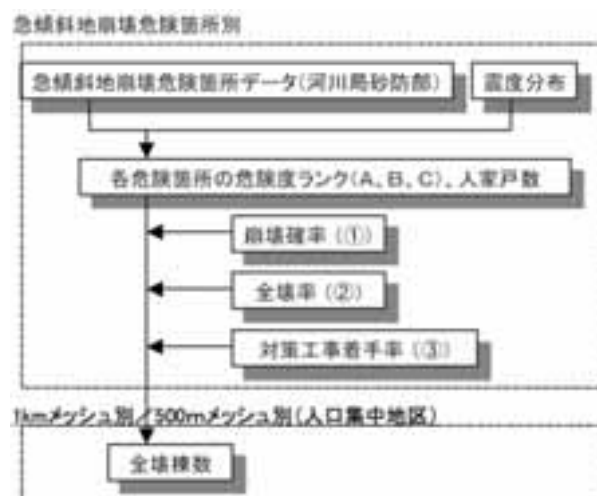 急傾斜地崩壊危険箇所別
急傾斜地崩壊危険箇所データ(河川局砂防部)
震度分布
各危険箇所の危険度ランク(A、B、C)、人家戸数
崩壊確率(①)
全壊率(②)
対策工事着手率(③)
1kmメッシュ別/500mメッシュ別(人口集中地区)
全壊棟数